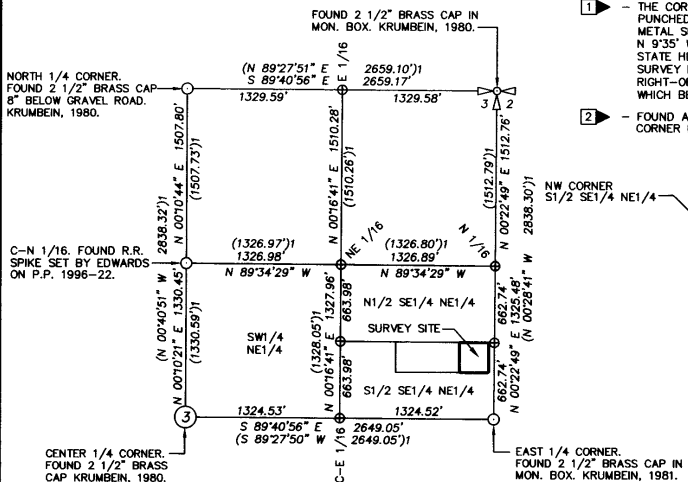 FOUND 2 1/2" BRASS CAP IN
MON. BOX. KRUMBEIN, 1980.
1 - THE COR
PUNCHED
METAL S
N 9°35' W
STATE HI
SURVEY
RIGHT-O
WHICH BE
2 - FOUND A
CORNER
NORTH 1/4 CORNER.
FOUND 2 1/2" BRASS CAP
8" BELOW GRAVEL ROAD.
KRUMBEIN, 1980.
(N 89°27'51" E 2659.10')1
S 89°40'56" E 2659.17'
1329.59'
1329.58'
E 1/16
3 2
N 00°10'44" E 1507.80'
(1507.73')1
N 00°16'41" E 1510.28'
(1510.26')1
N 00°22'49" E 1512.76'
(1512.79')1
(N 00°28'41" W 2838.30')1
(N 00°40'51" W 2838.32')1
NW CORNER
S1/2 SE1/4 NE1/4
C-N 1/16. FOUND R.R.
SPIKE SET BY EDWARDS
ON P.P. 1996-22.
(1326.97')1
1326.98'
N 89°34'29" W
NE 1/16
(1326.80')1
1326.89'
N 89°34'29" W
N 1/16
N 00°10'21" E 1330.45'
(1330.59')1
SW1/4
NE1/4
N 00°16'41" E 1327.96'
(1328.05')1
663.98'
663.98'
N1/2 SE1/4 NE1/4
SURVEY SITE
S1/2 SE1/4 NE1/4
662.74'
662.74'
N 00°22'49" E 1325.48'
3
1324.53'
1324.52'
S 89°40'56" E 2649.05'
(S 89°27'50" W 2649.05')1
C-E 1/16
CENTER 1/4 CORNER.
FOUND 2 1/2" BRASS
CAP KRUMBEIN, 1980.
EAST 1/4 CORNER.
FOUND 2 1/2" BRASS CAP IN
MON. BOX. KRUMBEIN, 1981.